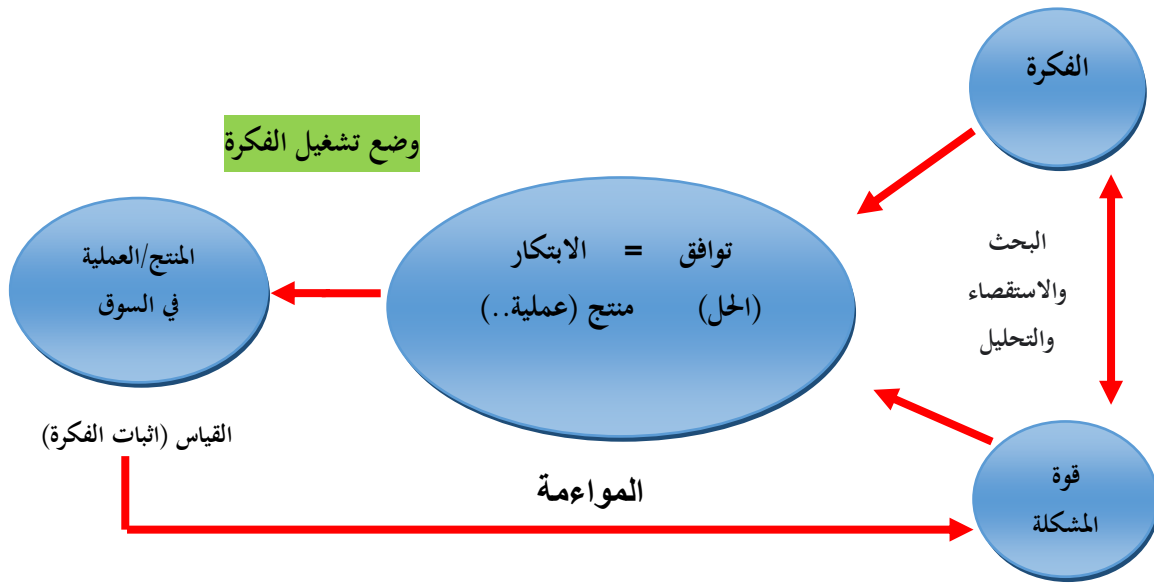 الفكرة
وضع تشغيل الفكرة
البحث
والاستقصاء
والتحليل
توافق = الابتكار
(الحل) منتج (عملية..)
المنتج/العملية
في السوق
القياس (اثبات الفكرة)
المواءمة
قوة
المشكلة